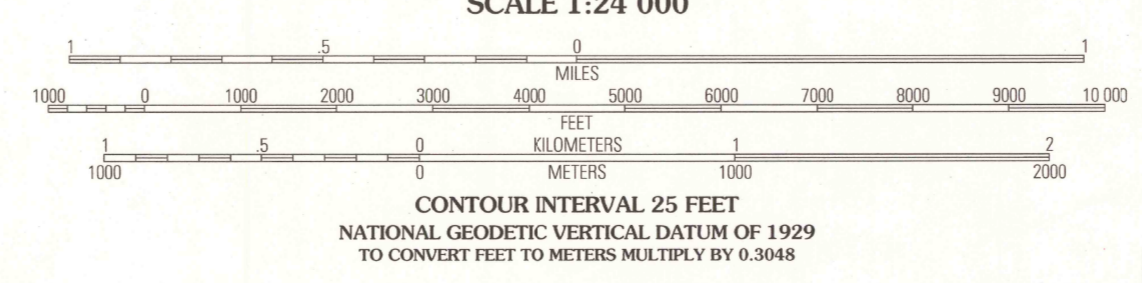 SCALE 1:24 000
1 .5 0 1
MILES
1000 0 1000 2000 3000 4000 5000 6000 7000 8000 9000 10 000
FEET
1 .5 0 KILOMETERS 1 2
1000 0 METERS 1000 2000
CONTOUR INTERVAL 25 FEET
NATIONAL GEODETIC VERTICAL DATUM OF 1929
TO CONVERT FEET TO METERS MULTIPLY BY 0.3048